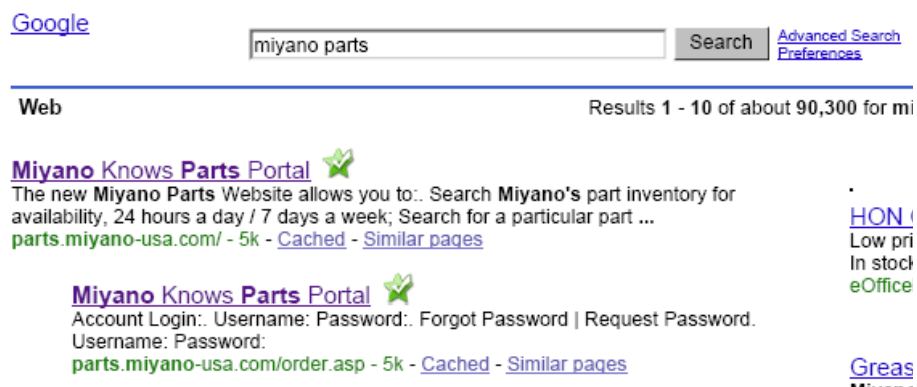 Google
miyano parts
Search
Advanced Search
Preferences
Web
Results 1 - 10 of about 90,300 for mi
Miyano Knows Parts Portal
The new Miyano Parts Website allows you to:. Search Miyano's part inventory for
availability, 24 hours a day / 7 days a week; Search for a particular part ...
parts.miyano-usa.com/ - 5k - Cached - Similar pages
Miyano Knows Parts Portal
Account Login:. Username: Password:. Forgot Password | Request Password.
Username: Password:
parts.miyano-usa.com/order.asp - 5k - Cached - Similar pages
HON
Low pri
In stock
eOffice
Greas